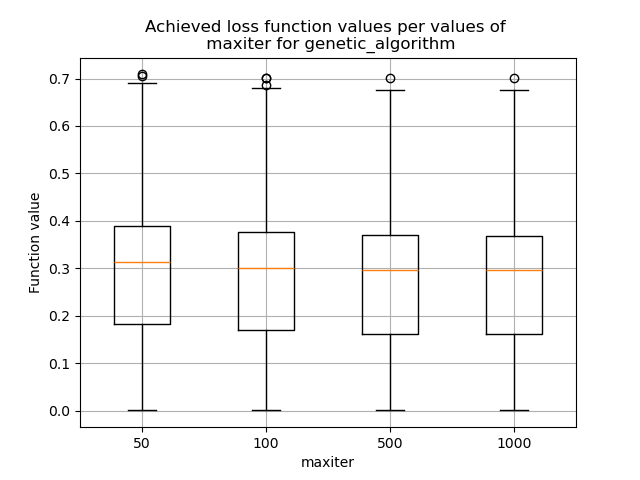 Achieved loss function values per values of
maxiter for genetic_algorithm
Function value
0.7
0.6
0.5
0.4
0.3
0.2
0.1
0.0
50 100 500 1000
maxiter